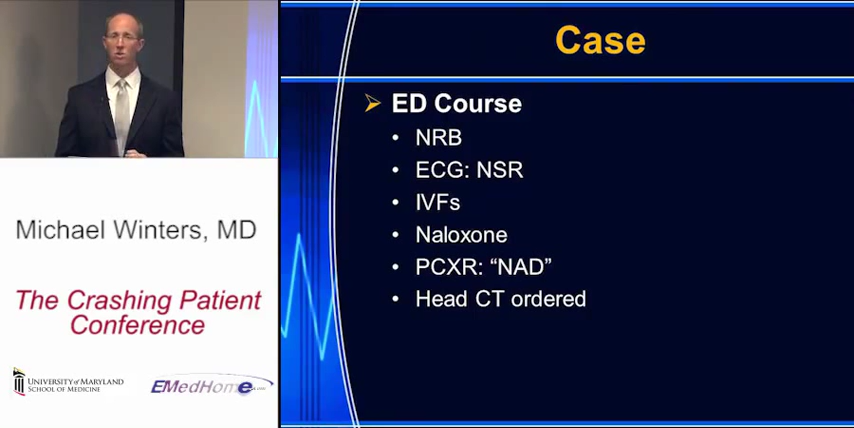 Michael Winters, MD
The Crashing Patient
Conference
UNIVERSITY of MARYLAND
SCHOOL OF MEDICINE
EMedHome
Case
ED Course
NRB
ECG: NSR
IVFs
Naloxone
PCXR: “NAD”
Head CT ordered